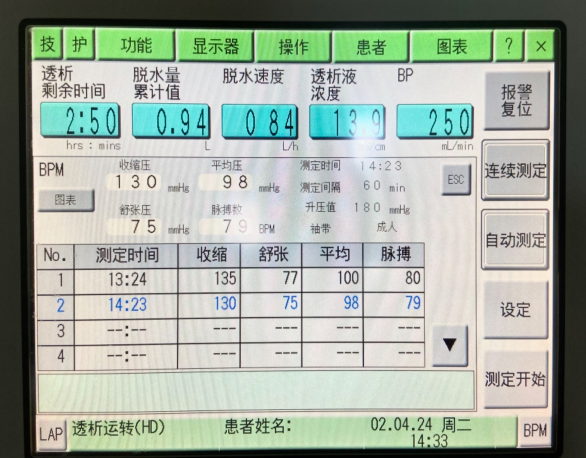 技 护 功能 显示器 操作 患者 图表 ? ×
透析 脱水量 脱水速度 透析液 BP
剩余时间 累计值 浓度
2:50 0.94 0.84 13.9 250
hrs : mins L L/h /cm mL/min
报警
复位
BPM 收缩压 平均压 测定时间 14:23
130 mmHg 98 mmHg 测定间隔 60 min ESC
图表 舒张压 脉搏数 升压值 180 mmHg
75 mmHg 79 BPM 袖带 成人
连续测定
自动测定
No. 测定时间 收缩 舒张 平均 脉搏
1 13:24 135 77 100 80
2 14:23 130 75 98 79
3 --:-- --- --- --- ---
4 --:-- --- --- --- ---
▼
设定
测定开始
LAP 透析运转(HD) 患者姓名: 02.04.24 周二 BPM
14:33